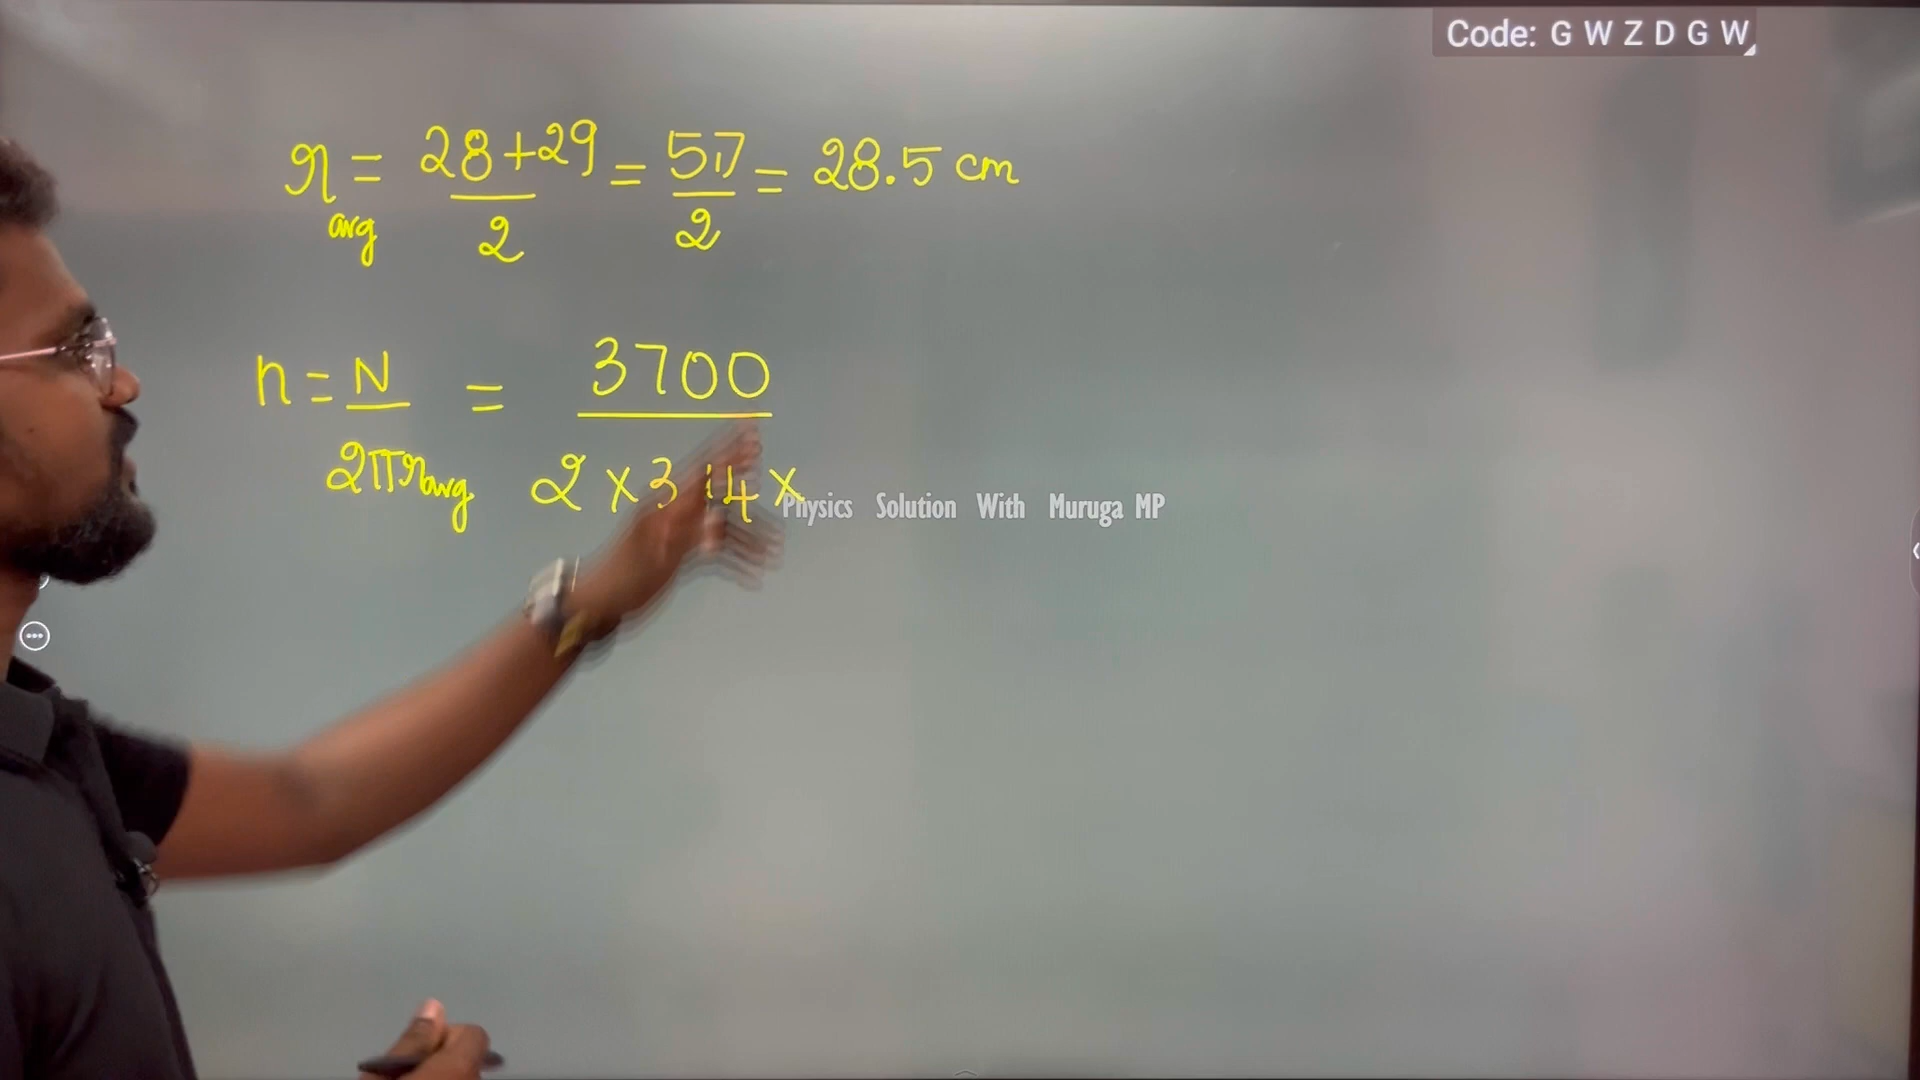 Code: G W Z D G W
r avg = 28+29 / 2 = 57 / 2 = 28.5 cm
n = N / 2πr avg = 3700 / 2 x 3.14 x
Physics Solution With Muruga MP